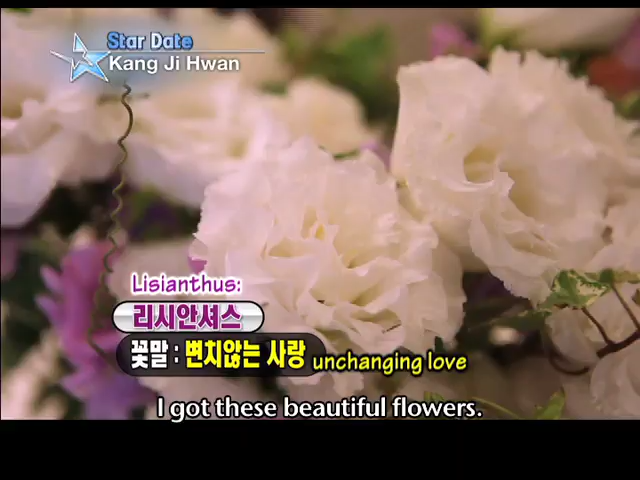 Star Date
Kang Ji Hwan
Lisianthus:
리시안셔스
꽃말 : 변치않는 사랑 unchanging love
I got these beautiful flowers.